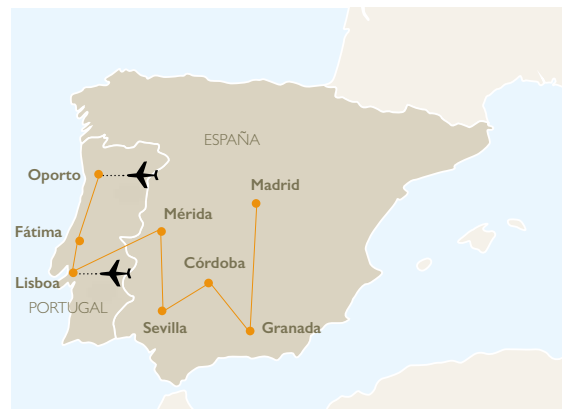 ESPAÑA
Oporto
Madrid
Mérida
Fátima
Córdoba
Lisboa
PORTUGAL
Sevilla
Granada